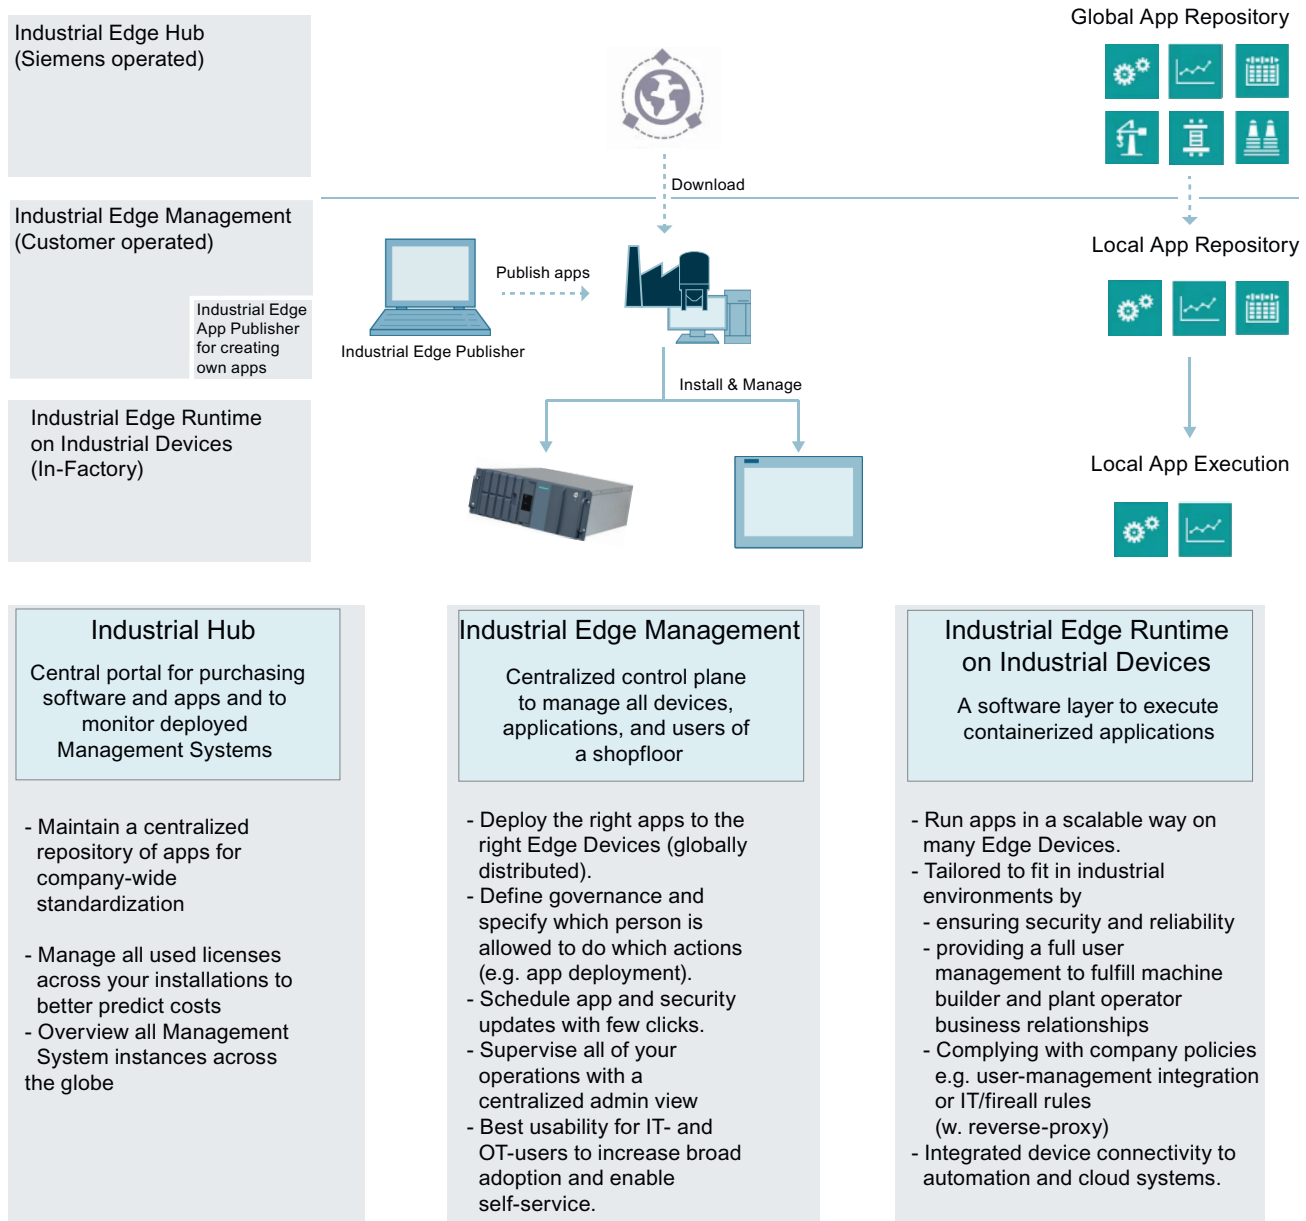 Industrial Edge Hub
(Siemens operated)
Global App Repository
Download
Industrial Edge Management
(Customer operated)
Industrial Edge
App Publisher
for creating
own apps
Publish apps
Industrial Edge Publisher
Local App Repository
Install & Manage
Industrial Edge Runtime
on Industrial Devices
(In-Factory)
Local App Execution
Industrial Hub
Central portal for purchasing
software and apps and to
monitor deployed
Management Systems
- Maintain a centralized
repository of apps for
company-wide
standardization
- Manage all used licenses
across your installations to
better predict costs
- Overview all Management
System instances across
the globe
Industrial Edge Management
Centralized control plane
to manage all devices,
applications, and users of
a shopfloor
- Deploy the right apps to the
right Edge Devices (globally
distributed).
- Define governance and
specify which person is
allowed to do which actions
(e.g. app deployment).
- Schedule app and security
updates with few clicks.
- Supervise all of your
operations with a
centralized admin view
- Best usability for IT- and
OT-users to increase broad
adoption and enable
self-service.
Industrial Edge Runtime
on Industrial Devices
A software layer to execute
containerized applications
- Run apps in a scalable way on
many Edge Devices.
- Tailored to fit in industrial
environments by
- ensuring security and reliability
- providing a full user
management to fulfill machine
builder and plant operator
business relationships
- Complying with company policies
e.g. user-management integration
or IT/fireall rules
(w. reverse-proxy)
- Integrated device connectivity to
automation and cloud systems.